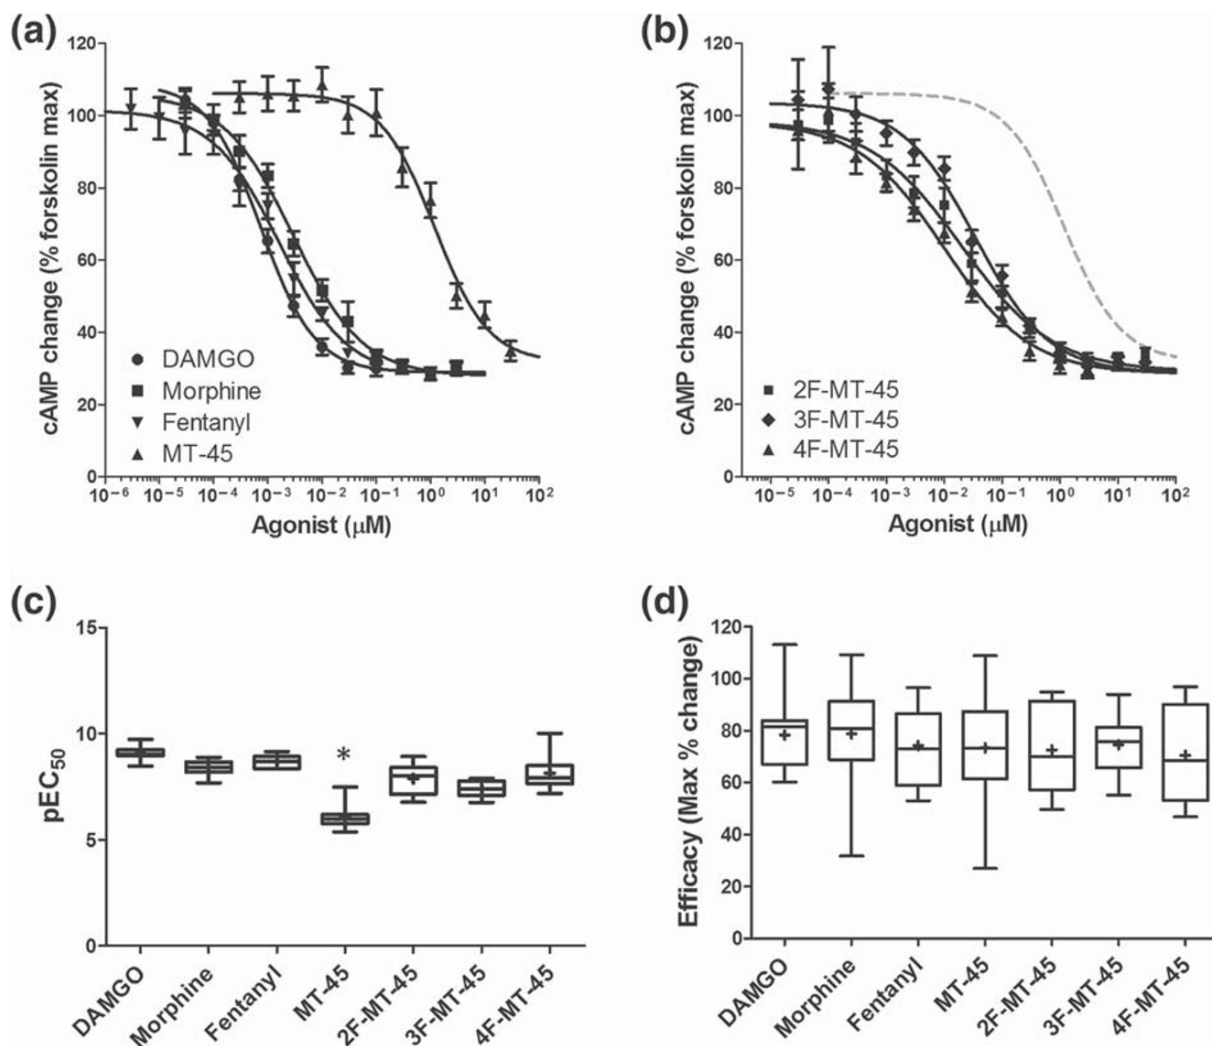 (a)
cAMP change (% forskolin max)
120
100
80
60
40
20
0
DAMGO
Morphine
Fentanyl
MT-45
10⁻⁶ 10⁻⁵ 10⁻⁴ 10⁻³ 10⁻² 10⁻¹ 10⁰ 10¹ 10²
Agonist (μM)
(b)
cAMP change (% forskolin max)
120
100
80
60
40
20
0
2F-MT-45
3F-MT-45
4F-MT-45
10⁻⁵ 10⁻⁴ 10⁻³ 10⁻² 10⁻¹ 10⁰ 10¹ 10²
Agonist (μM)
(c)
pEC₅₀
15
10
5
0
*
DAMGO
Morphine
Fentanyl
MT-45
2F-MT-45
3F-MT-45
4F-MT-45
(d)
Efficacy (Max % change)
120
100
80
60
40
20
0
DAMGO
Morphine
Fentanyl
MT-45
2F-MT-45
3F-MT-45
4F-MT-45